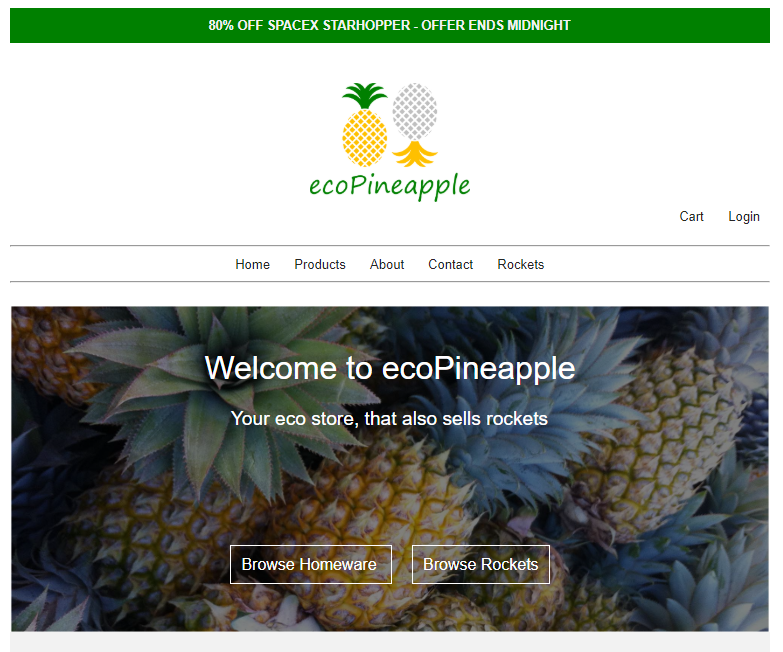 80% OFF SPACEX STARHOPPER - OFFER ENDS MIDNIGHT
ecoPineapple
Cart Login
Home Products About Contact Rockets
Welcome to ecoPineapple
Your eco store, that also sells rockets
Browse Homeware Browse Rockets